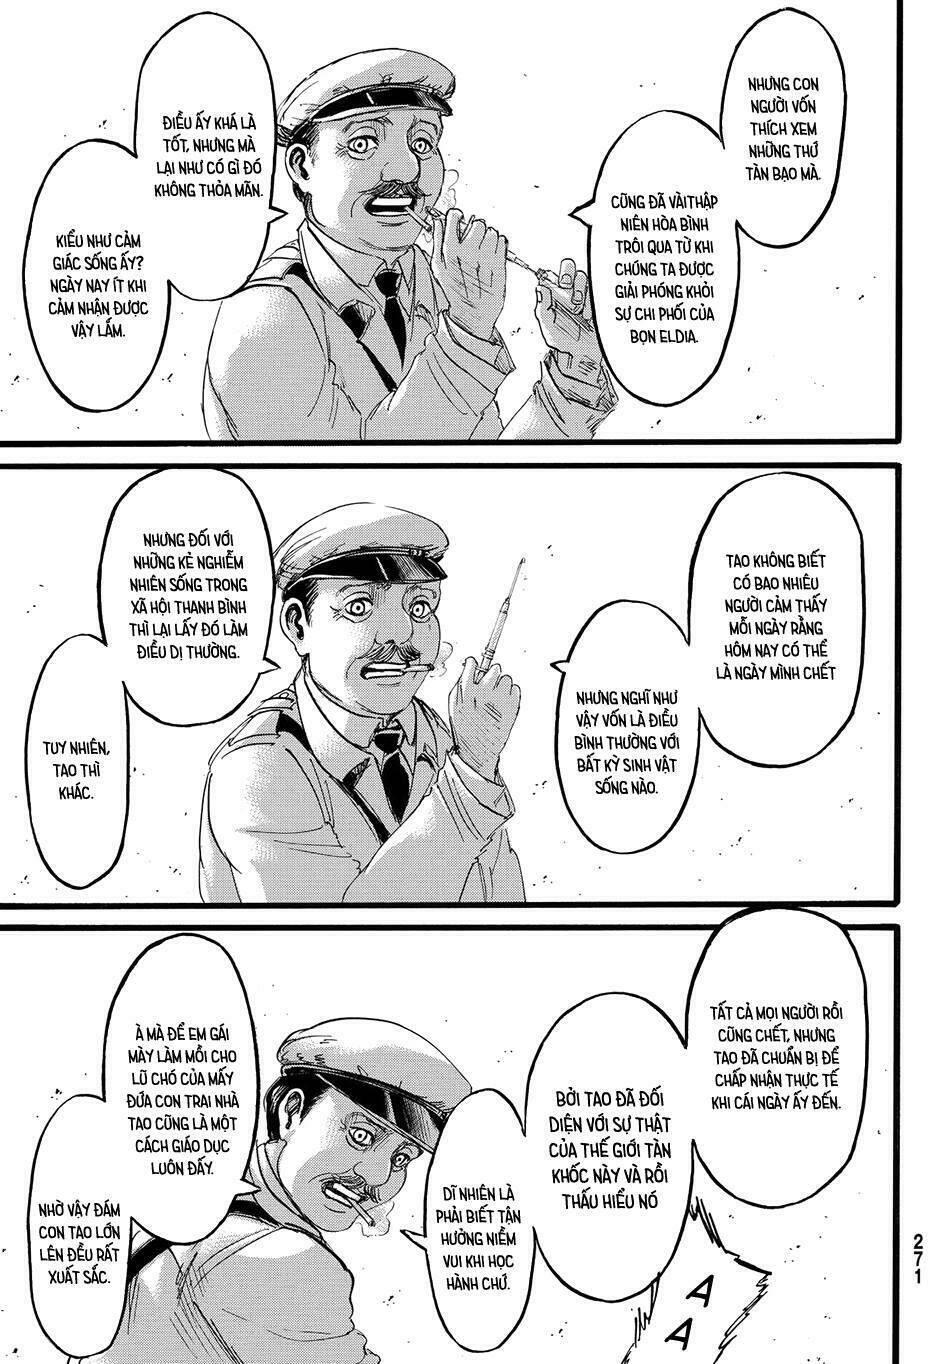 NHƯNG CON
NGƯỜI VỐN
THÍCH XEM
NHỮNG THỨ
TÀN BẠO MÀ.
CŨNG ĐÃ VÀITHẬP
NIÊN HÒA BÌNH
TRÔI QUA TỪ KHI
CHÚNG TA ĐƯỢC
GIẢI PHÓNG KHỎI
SỰ CHI PHỐI CỦA
BỌN ELDIA.
ĐIỀU ẤY KHÁ LÀ
TỐT, NHƯNG MÀ
LẠI NHƯ CÓ GÌ ĐÓ
KHÔNG THỎA MÃN.
KIỂU NHƯ CẢM
GIÁC SỐNG ẤY?
NGÀY NAY ÍT KHI
CẢM NHẬN ĐƯỢC
VẬY LẮM.
TAO KHÔNG BIẾT
CÓ BAO NHIÊU
NGƯỜI CẢM THẤY
MỖI NGÀY RẰNG
HÔM NAY CÓ THỂ
LÀ NGÀY MÌNH CHẾT
NHƯNG NGHĨ NHƯ
VẬY VỐN LÀ ĐIỀU
BÌNH THƯỜNG VỚI
BẤT KỲ SINH VẬT
SỐNG NÀO.
NHƯNG ĐỐI VỚI
NHỮNG KẺ NGHIỄM
NHIÊN SỐNG TRONG
XÃ HỘI THANH BÌNH
THÌ LẠI LẤY ĐÓ LÀM
ĐIỀU DỊ THƯỜNG.
TUY NHIÊN,
TAO THÌ
KHÁC.
TẤT CẢ MỌI NGƯỜI RỒI
CŨNG CHẾT, NHƯNG
TAO ĐÃ CHUẨN BỊ ĐỂ
CHẤP NHẬN THỰC TẾ
KHI CÁI NGÀY ẤY ĐẾN.
BỞI TAO ĐÃ ĐỐI
DIỆN VỚI SỰ THẬT
CỦA THẾ GIỚI TÀN
KHỐC NÀY VÀ RỒI
THẤU HIỂU NÓ
DĨ NHIÊN LÀ
PHẢI BIẾT TẬN
HƯỞNG NIỀM
VUI KHI HỌC
HÀNH CHỨ.
À MÀ ĐỂ EM GÁI
MÀY LÀM MỒI CHO
LŨ CHÓ CỦA MẤY
ĐỨA CON TRAI NHÀ
TAO CŨNG LÀ MỘT
CÁCH GIÁO DỤC
LUÔN ĐẤY.
NHỜ VẬY ĐÁM
CON TAO LỚN
LÊN ĐỀU RẤT
XUẤT SẮC.
A
A
271